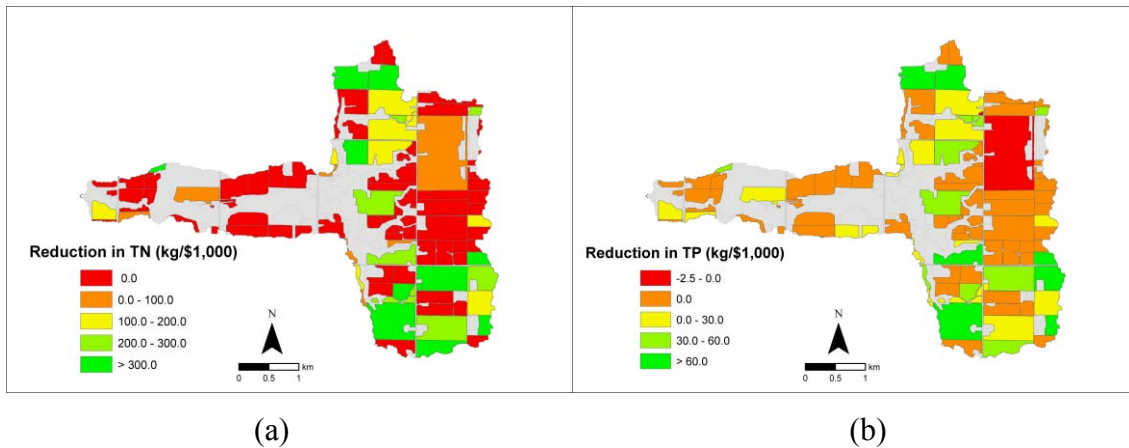 Reduction in TN (kg/$1,000)
0.0
0.0 - 100.0
100.0 - 200.0
200.0 - 300.0
> 300.0
N
0 0.5 1 km
Reduction in TP (kg/$1,000)
-2.5 - 0.0
0.0
0.0 - 30.0
30.0 - 60.0
> 60.0
N
0 0.5 1 km
(a)
(b)